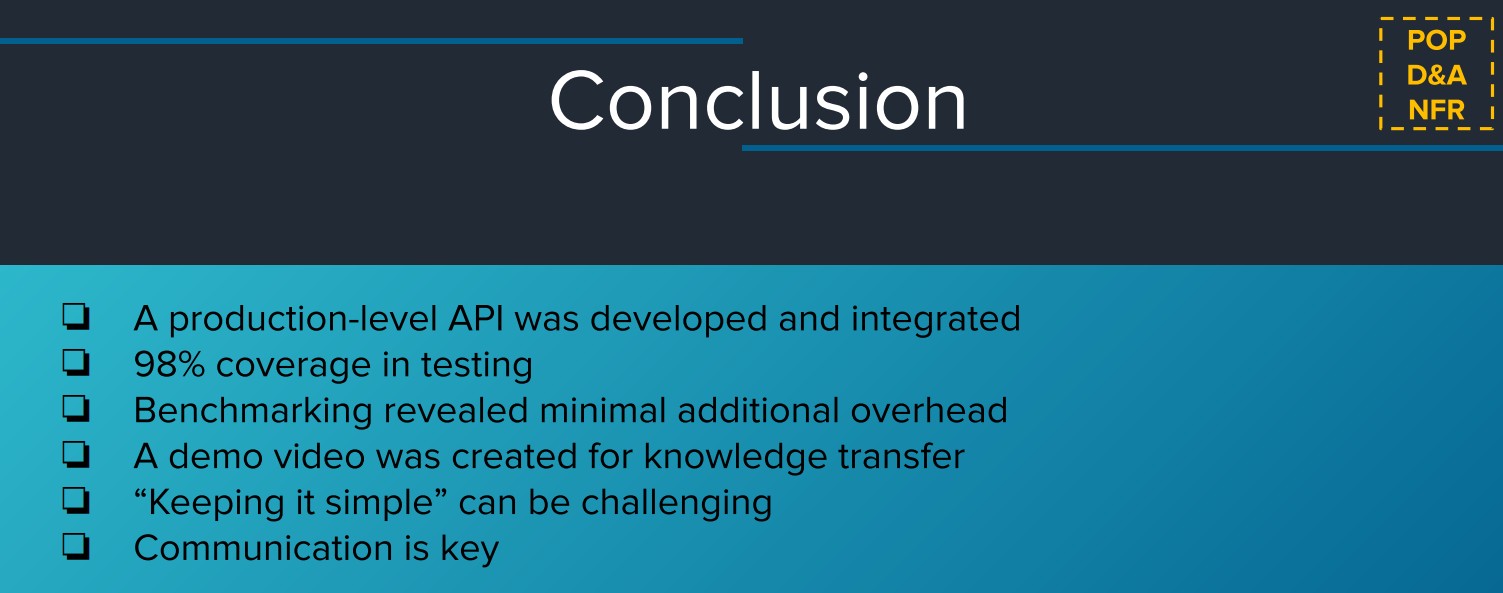 Conclusion
POP
D&A
NFR
❏ A production-level API was developed and integrated
❏ 98% coverage in testing
❏ Benchmarking revealed minimal additional overhead
❏ A demo video was created for knowledge transfer
❏ “Keeping it simple” can be challenging
❏ Communication is key